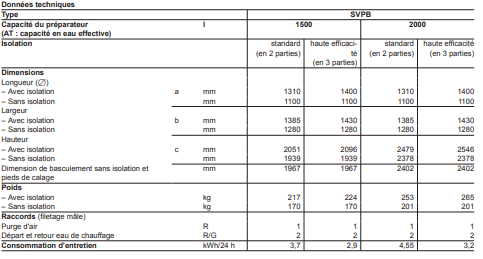 Données techniques
Type SVPB
Capacité du préparateur l 1500 2000
(AT : capacité en eau effective)
Isolation standard haute efficaci- standard haute efficacité
(en 2 parties) té (en 2 parties) (en 3 parties)
(en 3 parties)
Dimensions
Longueur (∅)
– Avec isolation a mm 1310 1400 1310 1400
– Sans isolation mm 1100 1100 1100 1100
Largeur
– Avec isolation b mm 1385 1430 1385 1430
– Sans isolation mm 1280 1280 1280 1280
Hauteur
– Avec isolation c mm 2051 2096 2479 2546
– Sans isolation mm 1939 1939 2378 2378
Dimension de basculement sans isolation et mm 1967 1967 2402 2402
pieds de calage
Poids
– Avec isolation kg 217 224 253 265
– Sans isolation kg 170 170 201 201
Raccords (filetage mâle)
Purge d'air R 1 1 1 1
Départ et retour eau de chauffage R/G 2 2 2 2
Consommation d'entretien kWh/24 h 3,7 2,9 4,55 3,2